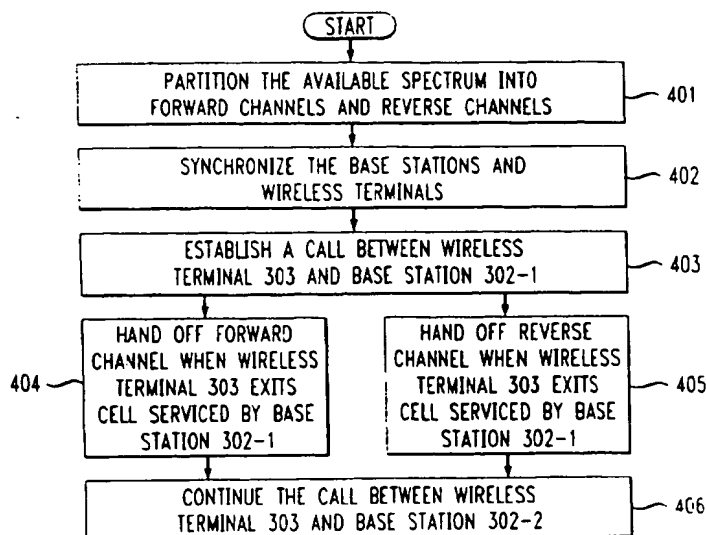 START
PARTITION THE AVAILABLE SPECTRUM INTO
FORWARD CHANNELS AND REVERSE CHANNELS
401
SYNCHRONIZE THE BASE STATIONS AND
WIRELESS TERMINALS
402
ESTABLISH A CALL BETWEEN WIRELESS
TERMINAL 303 AND BASE STATION 302-1
403
HAND OFF FORWARD
CHANNEL WHEN WIRELESS
TERMINAL 303 EXITS
CELL SERVICED BY BASE
STATION 302-1
404
HAND OFF REVERSE
CHANNEL WHEN WIRELESS
TERMINAL 303 EXITS
CELL SERVICED BY BASE
STATION 302-1
405
CONTINUE THE CALL BETWEEN WIRELESS
TERMINAL 303 AND BASE STATION 302-2
406